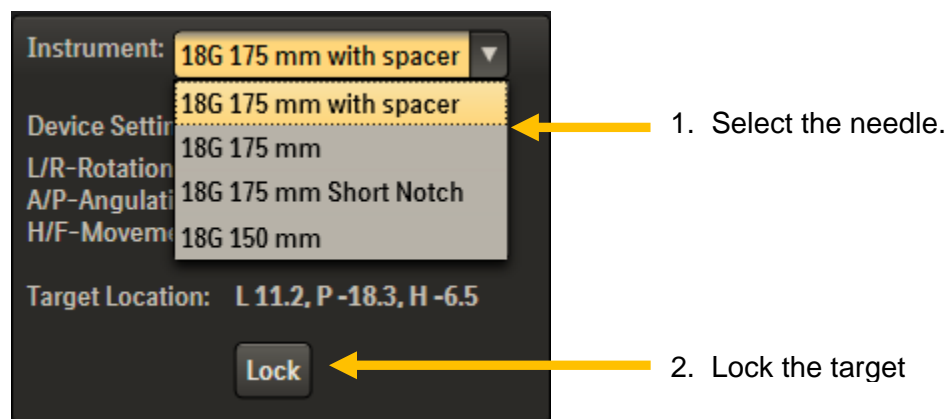 Instrument: 18G 175 mm with spacer
18G 175 mm with spacer
1. Select the needle.
Device Settin
18G 175 mm
L/R-Rotation
A/P-Angulati
18G 175 mm Short Notch
H/F-Moveme
18G 150 mm
Target Location: L 11.2, P -18.3, H -6.5
Lock
2. Lock the target